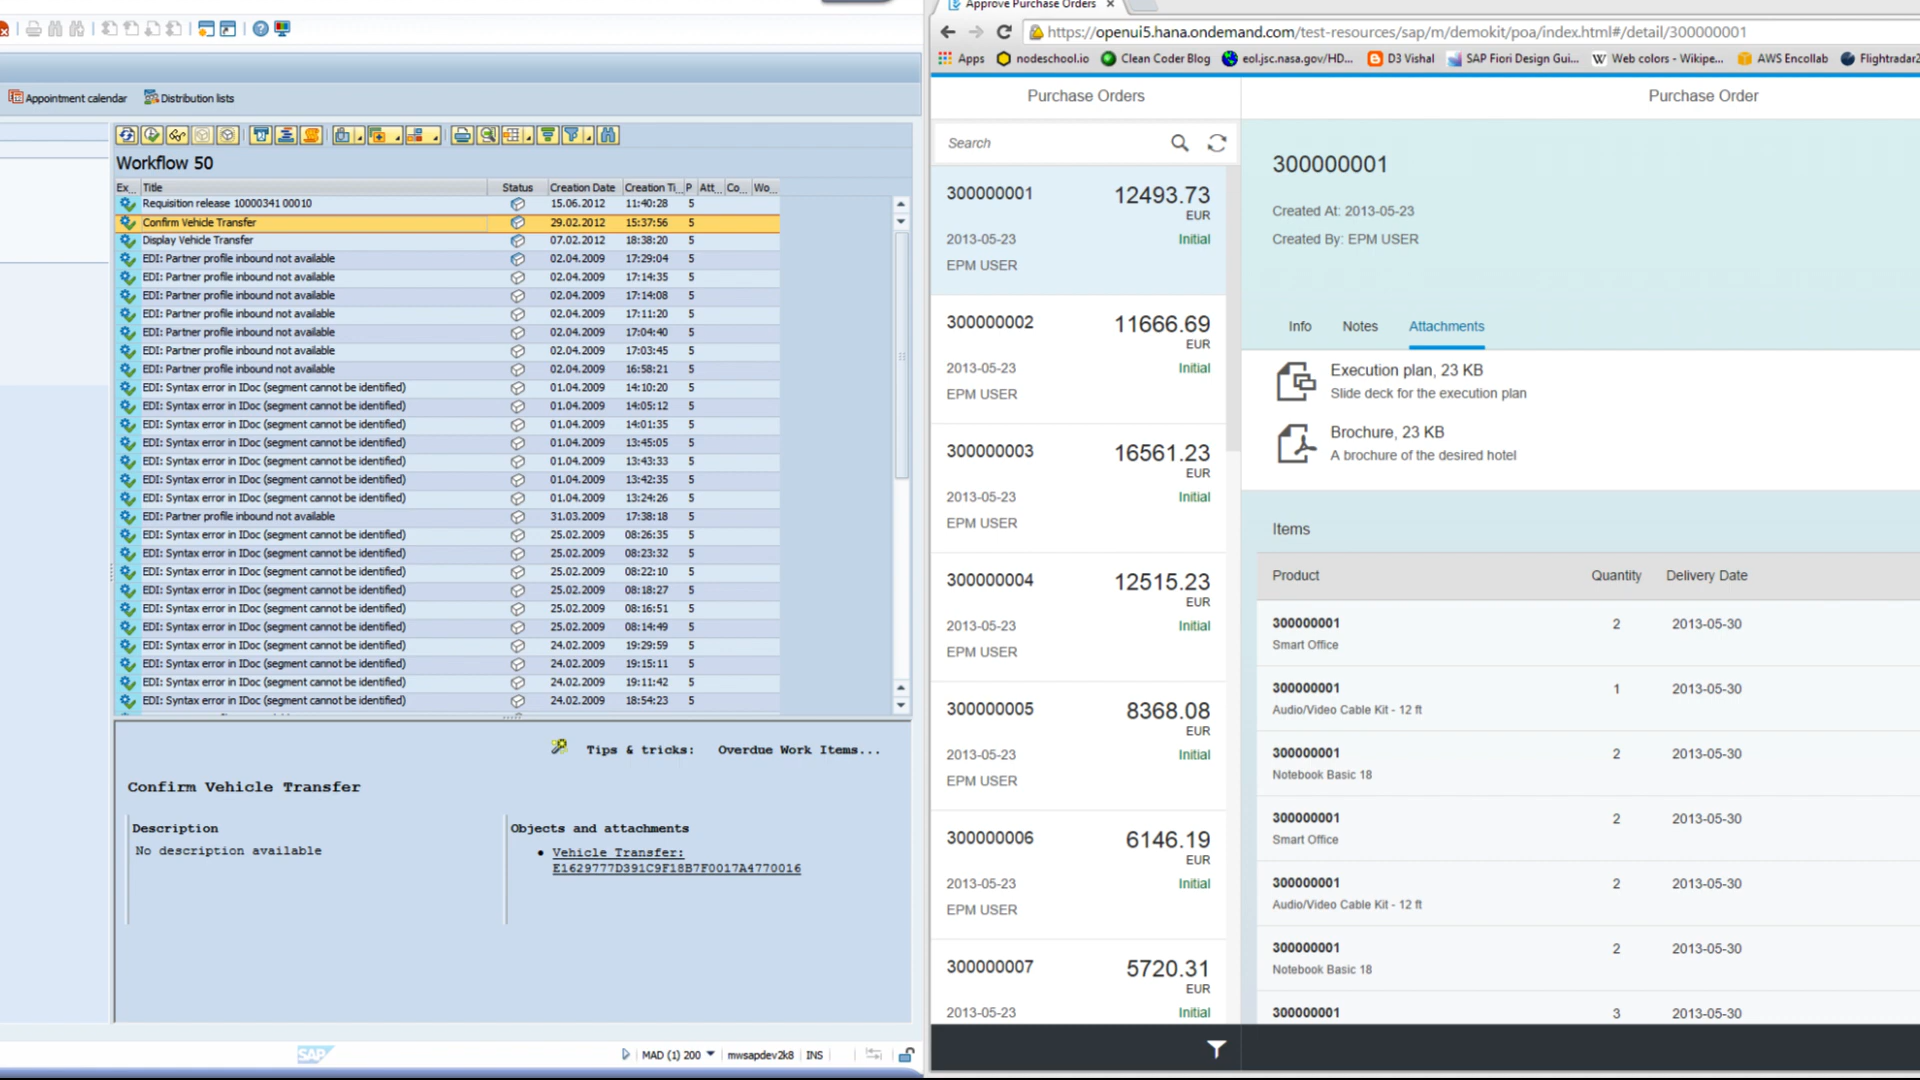 Appointment calendar Distribution lists
Workflow 50
Ex... Title Status Creation Date Creation Ti... P Att... Co... Wo...
Requisition release 10000341 00010 15.06.2012 11:40:28 5
Confirm Vehicle Transfer 29.02.2012 15:37:56 5
Display Vehicle Transfer 07.02.2012 18:38:20 5
EDI: Partner profile inbound not available 02.04.2009 17:29:04 5
EDI: Partner profile inbound not available 02.04.2009 17:14:35 5
EDI: Partner profile inbound not available 02.04.2009 17:14:08 5
EDI: Partner profile inbound not available 02.04.2009 17:11:20 5
EDI: Partner profile inbound not available 02.04.2009 17:04:40 5
EDI: Partner profile inbound not available 02.04.2009 17:03:45 5
EDI: Partner profile inbound not available 02.04.2009 16:58:21 5
EDI: Syntax error in IDoc (segment cannot be identified) 01.04.2009 14:10:20 5
EDI: Syntax error in IDoc (segment cannot be identified) 01.04.2009 14:05:12 5
EDI: Syntax error in IDoc (segment cannot be identified) 01.04.2009 14:01:35 5
EDI: Syntax error in IDoc (segment cannot be identified) 01.04.2009 13:45:05 5
EDI: Syntax error in IDoc (segment cannot be identified) 01.04.2009 13:43:33 5
EDI: Syntax error in IDoc (segment cannot be identified) 01.04.2009 13:42:35 5
EDI: Syntax error in IDoc (segment cannot be identified) 01.04.2009 13:24:26 5
EDI: Partner profile inbound not available 31.03.2009 17:38:18 5
EDI: Syntax error in IDoc (segment cannot be identified) 25.02.2009 08:26:35 5
EDI: Syntax error in IDoc (segment cannot be identified) 25.02.2009 08:23:32 5
EDI: Syntax error in IDoc (segment cannot be identified) 25.02.2009 08:22:10 5
EDI: Syntax error in IDoc (segment cannot be identified) 25.02.2009 08:18:27 5
EDI: Syntax error in IDoc (segment cannot be identified) 25.02.2009 08:16:51 5
EDI: Syntax error in IDoc (segment cannot be identified) 25.02.2009 08:14:49 5
EDI: Syntax error in IDoc (segment cannot be identified) 24.02.2009 19:29:59 5
EDI: Syntax error in IDoc (segment cannot be identified) 24.02.2009 19:15:11 5
EDI: Syntax error in IDoc (segment cannot be identified) 24.02.2009 19:11:42 5
EDI: Syntax error in IDoc (segment cannot be identified) 24.02.2009 18:54:23 5
Tips & tricks: Overdue Work Items...
Confirm Vehicle Transfer
Description
No description available
Objects and attachments
Vehicle Transfer:
E1629777D391C9F18B7F0017A4770016
SAP MAD (1) 200 mwsapdev2k8 INS
Approve Purchase Orders
https://openui5.hana.ondemand.com/test-resources/sap/m/demokit/poa/index.html#/detail/300000001
Apps nodeschool.io Clean Coder Blog eol.jsc.nasa.gov/HD... D3 Vishal SAP Fiori Design Gui... Web colors - Wikipe... AWS Encollab Flightradar2
Purchase Orders
Search
300000001 12493.73
EUR
2013-05-23 Initial
EPM USER
300000002 11666.69
EUR
2013-05-23 Initial
EPM USER
300000003 16561.23
EUR
2013-05-23 Initial
EPM USER
300000004 12515.23
EUR
2013-05-23 Initial
EPM USER
300000005 8368.08
EUR
2013-05-23 Initial
EPM USER
300000006 6146.19
EUR
2013-05-23 Initial
EPM USER
300000007 5720.31
EUR
2013-05-23 Initial
Purchase Order
300000001
Created At: 2013-05-23
Created By: EPM USER
Info Notes Attachments
Execution plan, 23 KB
Slide deck for the execution plan
Brochure, 23 KB
A brochure of the desired hotel
Items
Product Quantity Delivery Date
300000001 2 2013-05-30
Smart Office
300000001 1 2013-05-30
Audio/Video Cable Kit - 12 ft
300000001 2 2013-05-30
Notebook Basic 18
300000001 2 2013-05-30
Smart Office
300000001 2 2013-05-30
Audio/Video Cable Kit - 12 ft
300000001 2 2013-05-30
Notebook Basic 18
300000001 3 2013-05-30